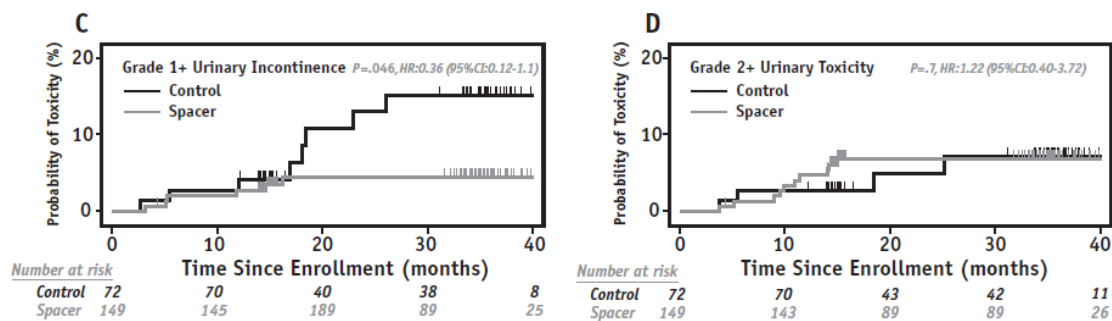 C
Probability of Toxicity (%)
20
10
0
Grade 1+ Urinary Incontinence P=.046, HR:0.36 (95%CI:0.12-1.1)
Control
Spacer
0 10 20 30 40
Time Since Enrollment (months)
Number at risk
Control 72 70 40 38 8
Spacer 149 145 189 89 25
D
Probability of Toxicity (%)
20
10
0
Grade 2+ Urinary Toxicity P=.7, HR:1.22 (95%CI:0.40-3.72)
Control
Spacer
0 10 20 30 40
Time Since Enrollment (months)
Number at risk
Control 72 70 43 42 11
Spacer 149 143 89 89 26